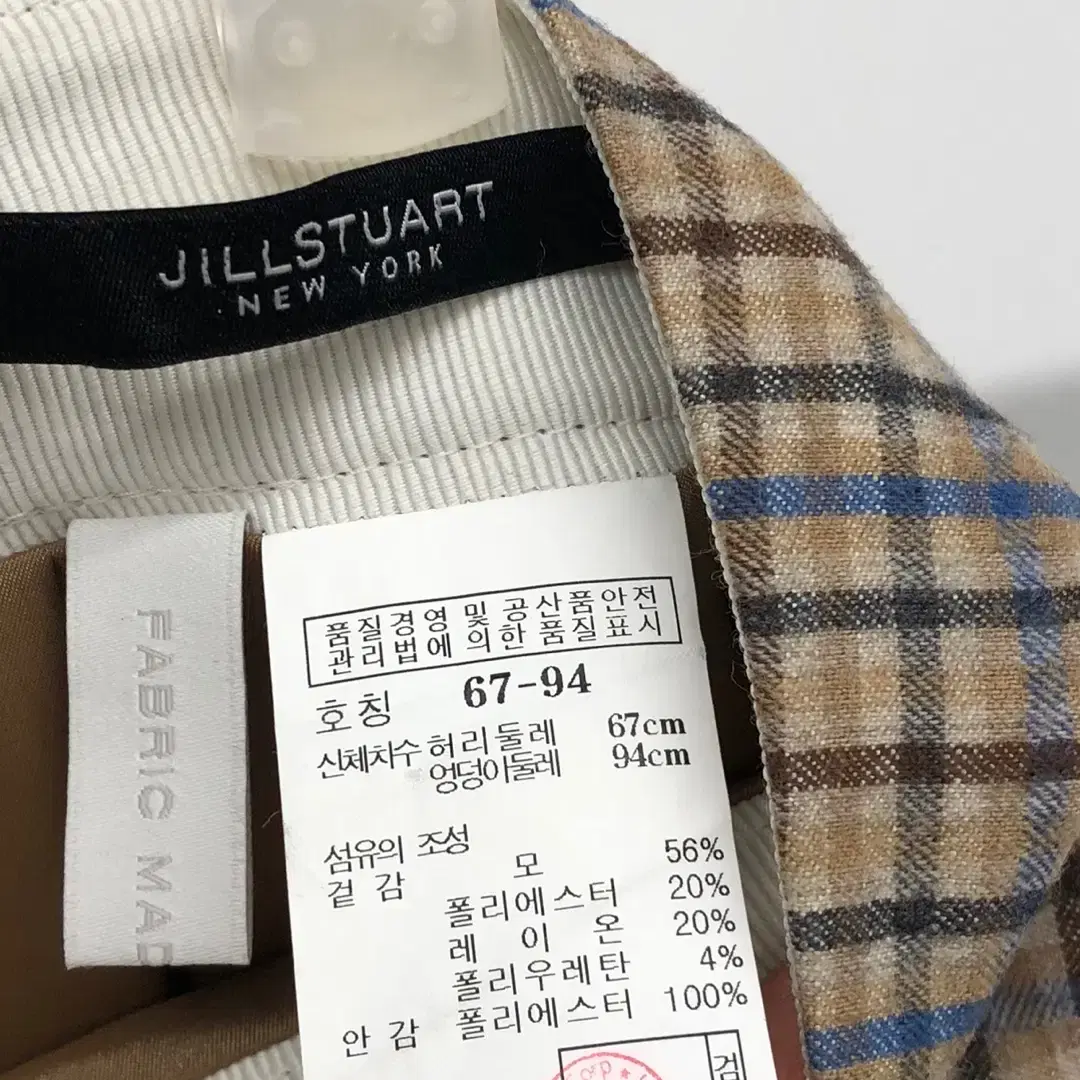 JILLSTUART
NEW YORK
FABRIC MAD
품질경영 및 공산품안전
관리법에 의한 품질표시
호칭 67-94
신체치수 허리둘레 67cm
엉덩이둘레 94cm
섬유의 조성
겉 감 모 56%
폴리에스터 20%
레 이 온 20%
폴리우레탄 4%
안 감 폴리에스터 100%
검